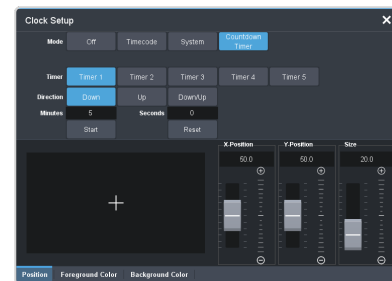 Clock Setup
Mode Off Timecode System Countdown Timer
Timer Timer 1 Timer 2 Timer 3 Timer 4 Timer 5
Direction Down Up Down/Up
Minutes 5 Seconds 0
Start Reset
X-Position Y-Position Size
50.0 50.0 20.0
Position Foreground Color Background Color